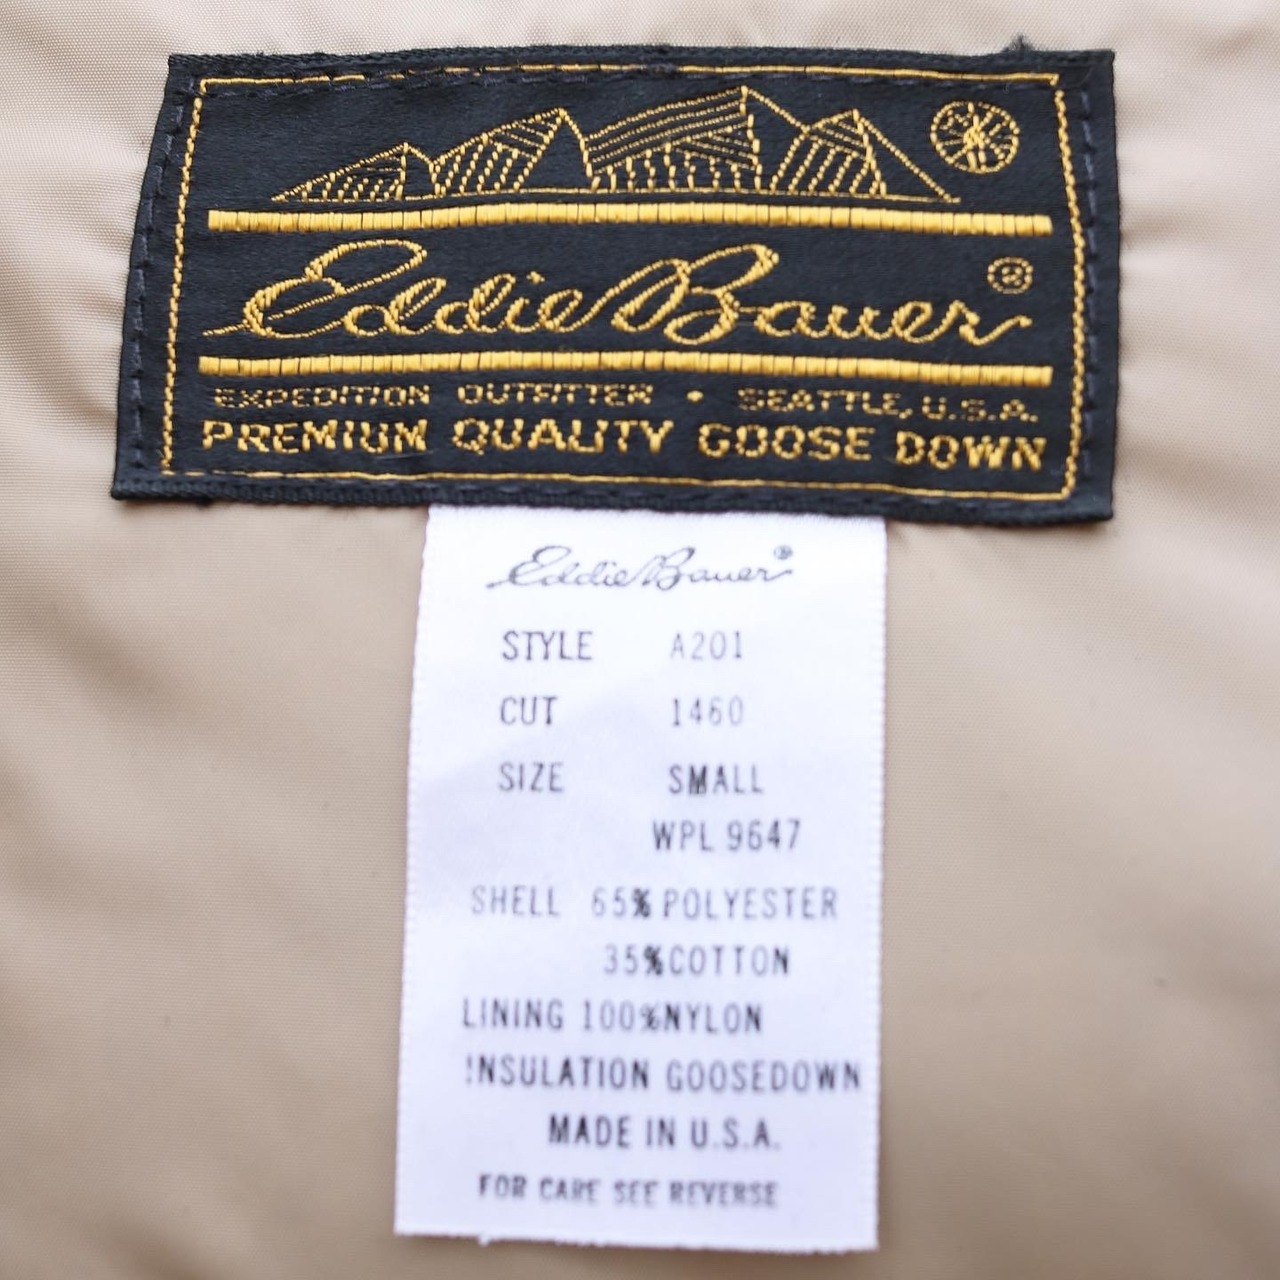 Eddie Bauer®
EXPEDITION OUTFITTER • SEATTLE, U.S.A.
PREMIUM QUALITY GOOSE DOWN
Eddie Bauer®
STYLE A201
CUT 1460
SIZE SMALL
WPL 9647
SHELL 65% POLYESTER
35% COTTON
LINING 100% NYLON
INSULATION GOOSEDOWN
MADE IN U.S.A.
FOR CARE SEE REVERSE